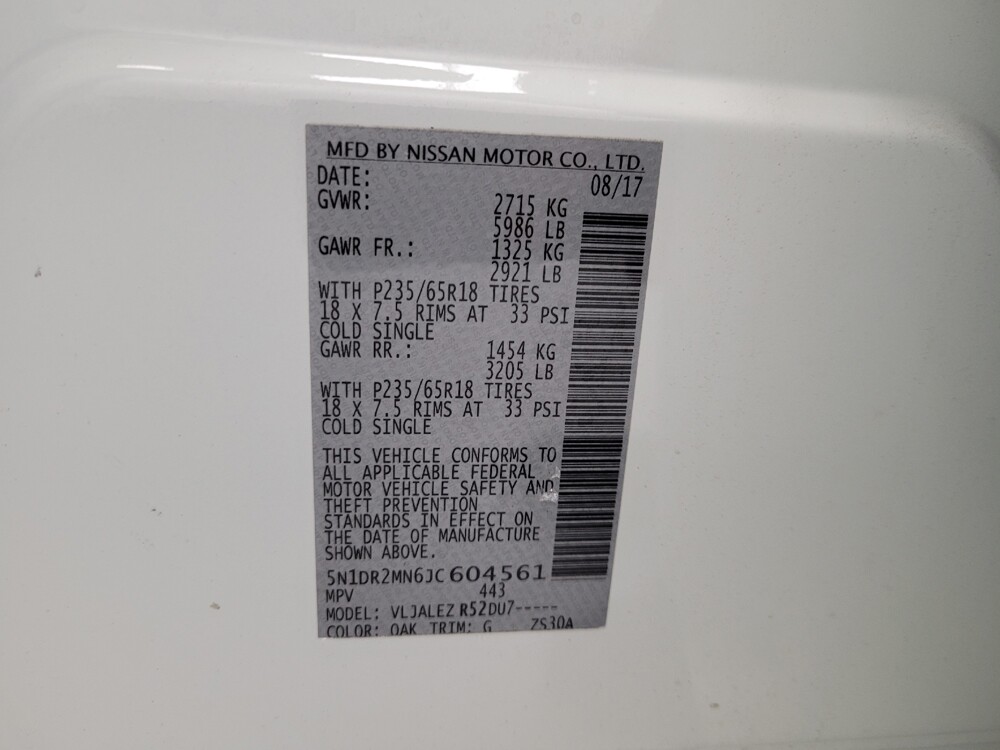 MFD BY NISSAN MOTOR CO., LTD.
DATE: 08/17
GVWR: 2715 KG
5986 LB
GAWR FR.: 1325 KG
2921 LB
WITH P235/65R18 TIRES
18 X 7.5 RIMS AT 33 PSI
COLD SINGLE
GAWR RR.: 1454 KG
3205 LB
WITH P235/65R18 TIRES
18 X 7.5 RIMS AT 33 PSI
COLD SINGLE
THIS VEHICLE CONFORMS TO
ALL APPLICABLE FEDERAL
MOTOR VEHICLE SAFETY AND
THEFT PREVENTION
STANDARDS IN EFFECT ON
THE DATE OF MANUFACTURE
SHOWN ABOVE.
5N1DR2MN6JC604561
MPV 443
MODEL: VLJALEZ R52DU7-----
COLOR: QAK TRIM: G ZS30A